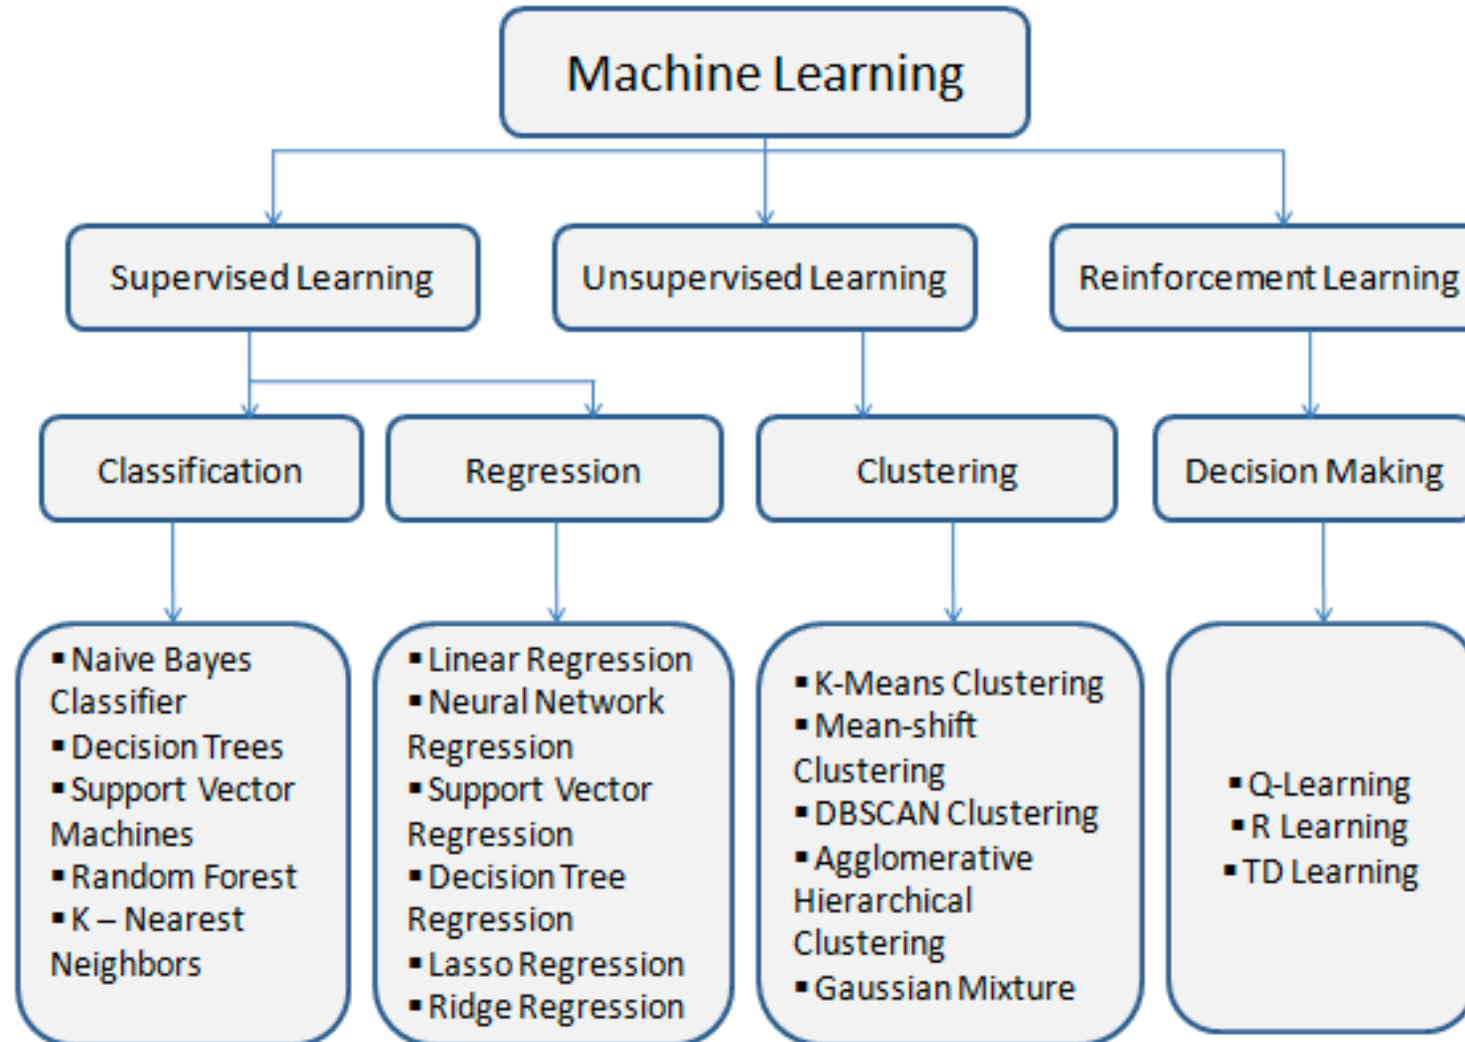 Machine Learning
Supervised Learning
Unsupervised Learning
Reinforcement Learning
Classification
Regression
Clustering
Decision Making
▪ Naive Bayes
Classifier
▪ Decision Trees
▪ Support Vector
Machines
▪ Random Forest
▪ K – Nearest
Neighbors
▪ Linear Regression
▪ Neural Network
Regression
▪ Support Vector
Regression
▪ Decision Tree
Regression
▪ Lasso Regression
▪ Ridge Regression
▪ K-Means Clustering
▪ Mean-shift
Clustering
▪ DBSCAN Clustering
▪ Agglomerative
Hierarchical
Clustering
▪ Gaussian Mixture
▪ Q-Learning
▪ R Learning
▪ TD Learning